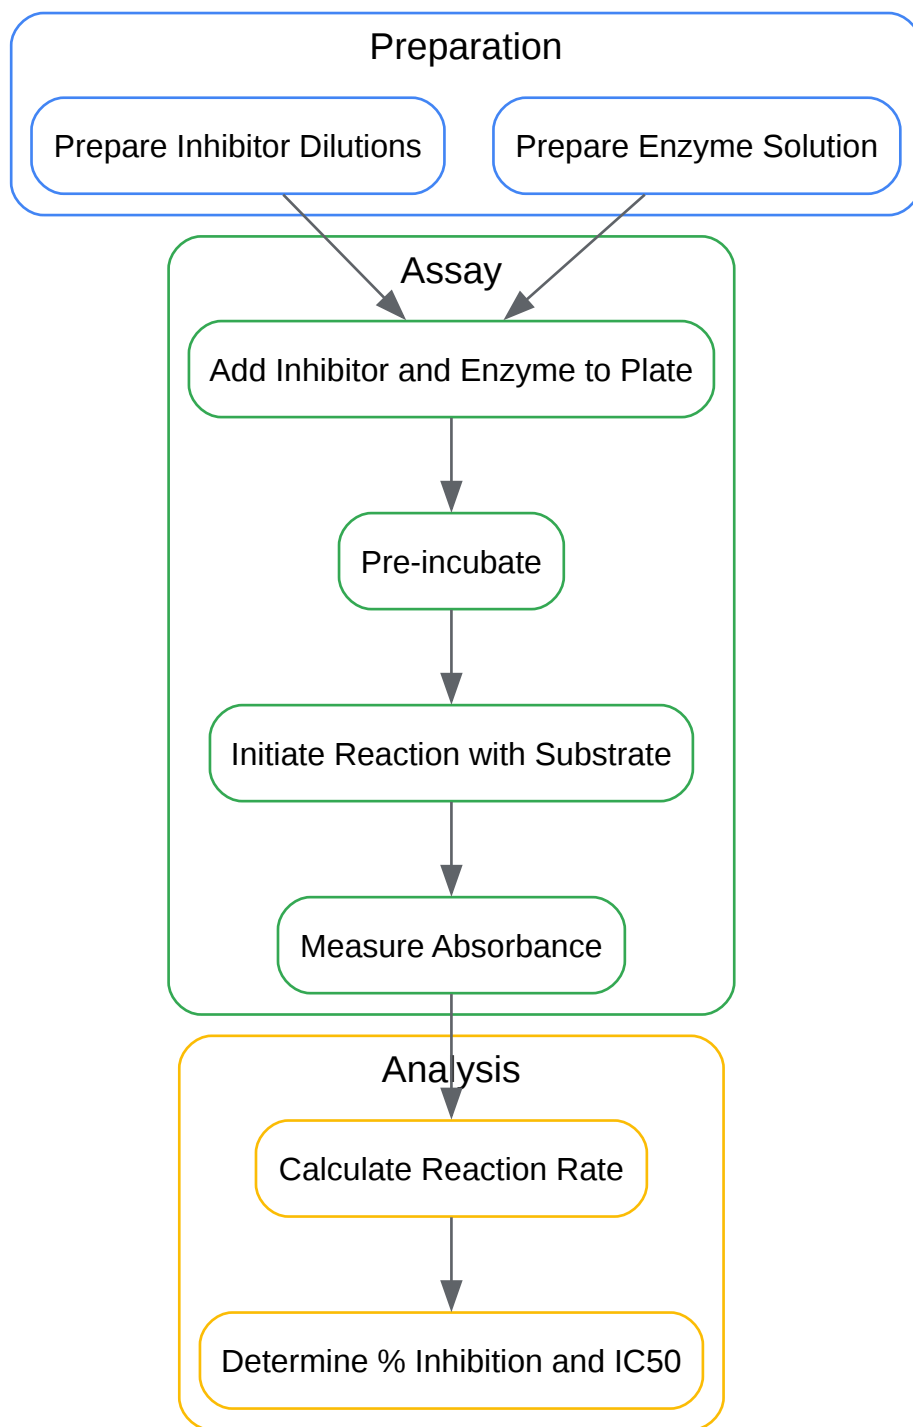 Preparation
Prepare Inhibitor Dilutions
Prepare Enzyme Solution
Assay
Add Inhibitor and Enzyme to Plate
Pre-incubate
Initiate Reaction with Substrate
Measure Absorbance
Analysis
Calculate Reaction Rate
Determine % Inhibition and IC50